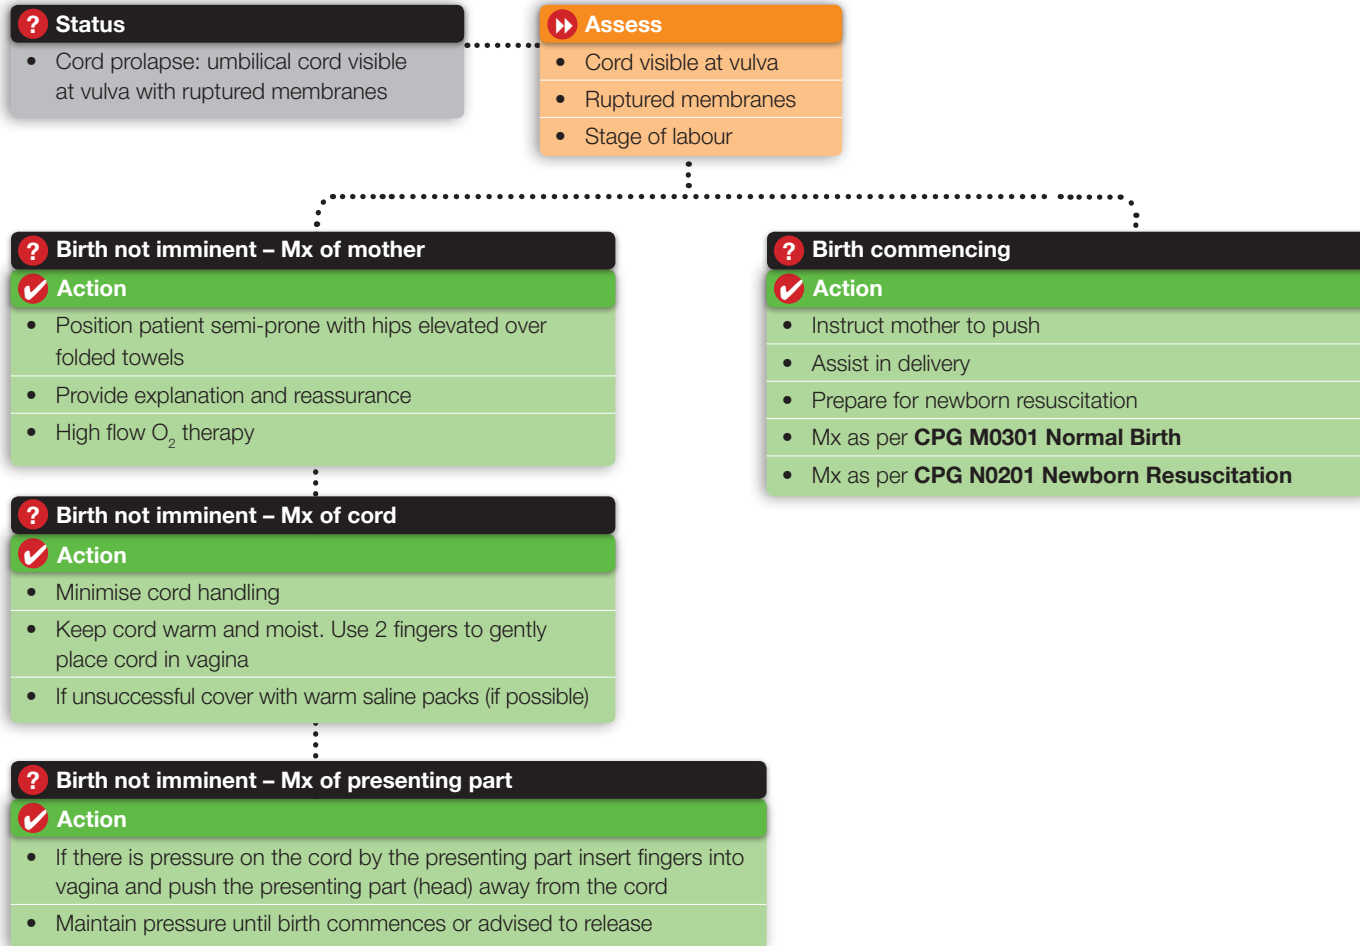 Status
• Cord prolapse: umbilical cord visible
at vulva with ruptured membranes
Assess
• Cord visible at vulva
• Ruptured membranes
• Stage of labour
Birth not imminent – Mx of mother
Action
• Position patient semi-prone with hips elevated over
folded towels
• Provide explanation and reassurance
• High flow O₂ therapy
Birth not imminent – Mx of cord
Action
• Minimise cord handling
• Keep cord warm and moist. Use 2 fingers to gently
place cord in vagina
• If unsuccessful cover with warm saline packs (if possible)
Birth not imminent – Mx of presenting part
Action
• If there is pressure on the cord by the presenting part insert fingers into
vagina and push the presenting part (head) away from the cord
• Maintain pressure until birth commences or advised to release
Birth commencing
Action
• Instruct mother to push
• Assist in delivery
• Prepare for newborn resuscitation
• Mx as per CPG M0301 Normal Birth
• Mx as per CPG N0201 Newborn Resuscitation